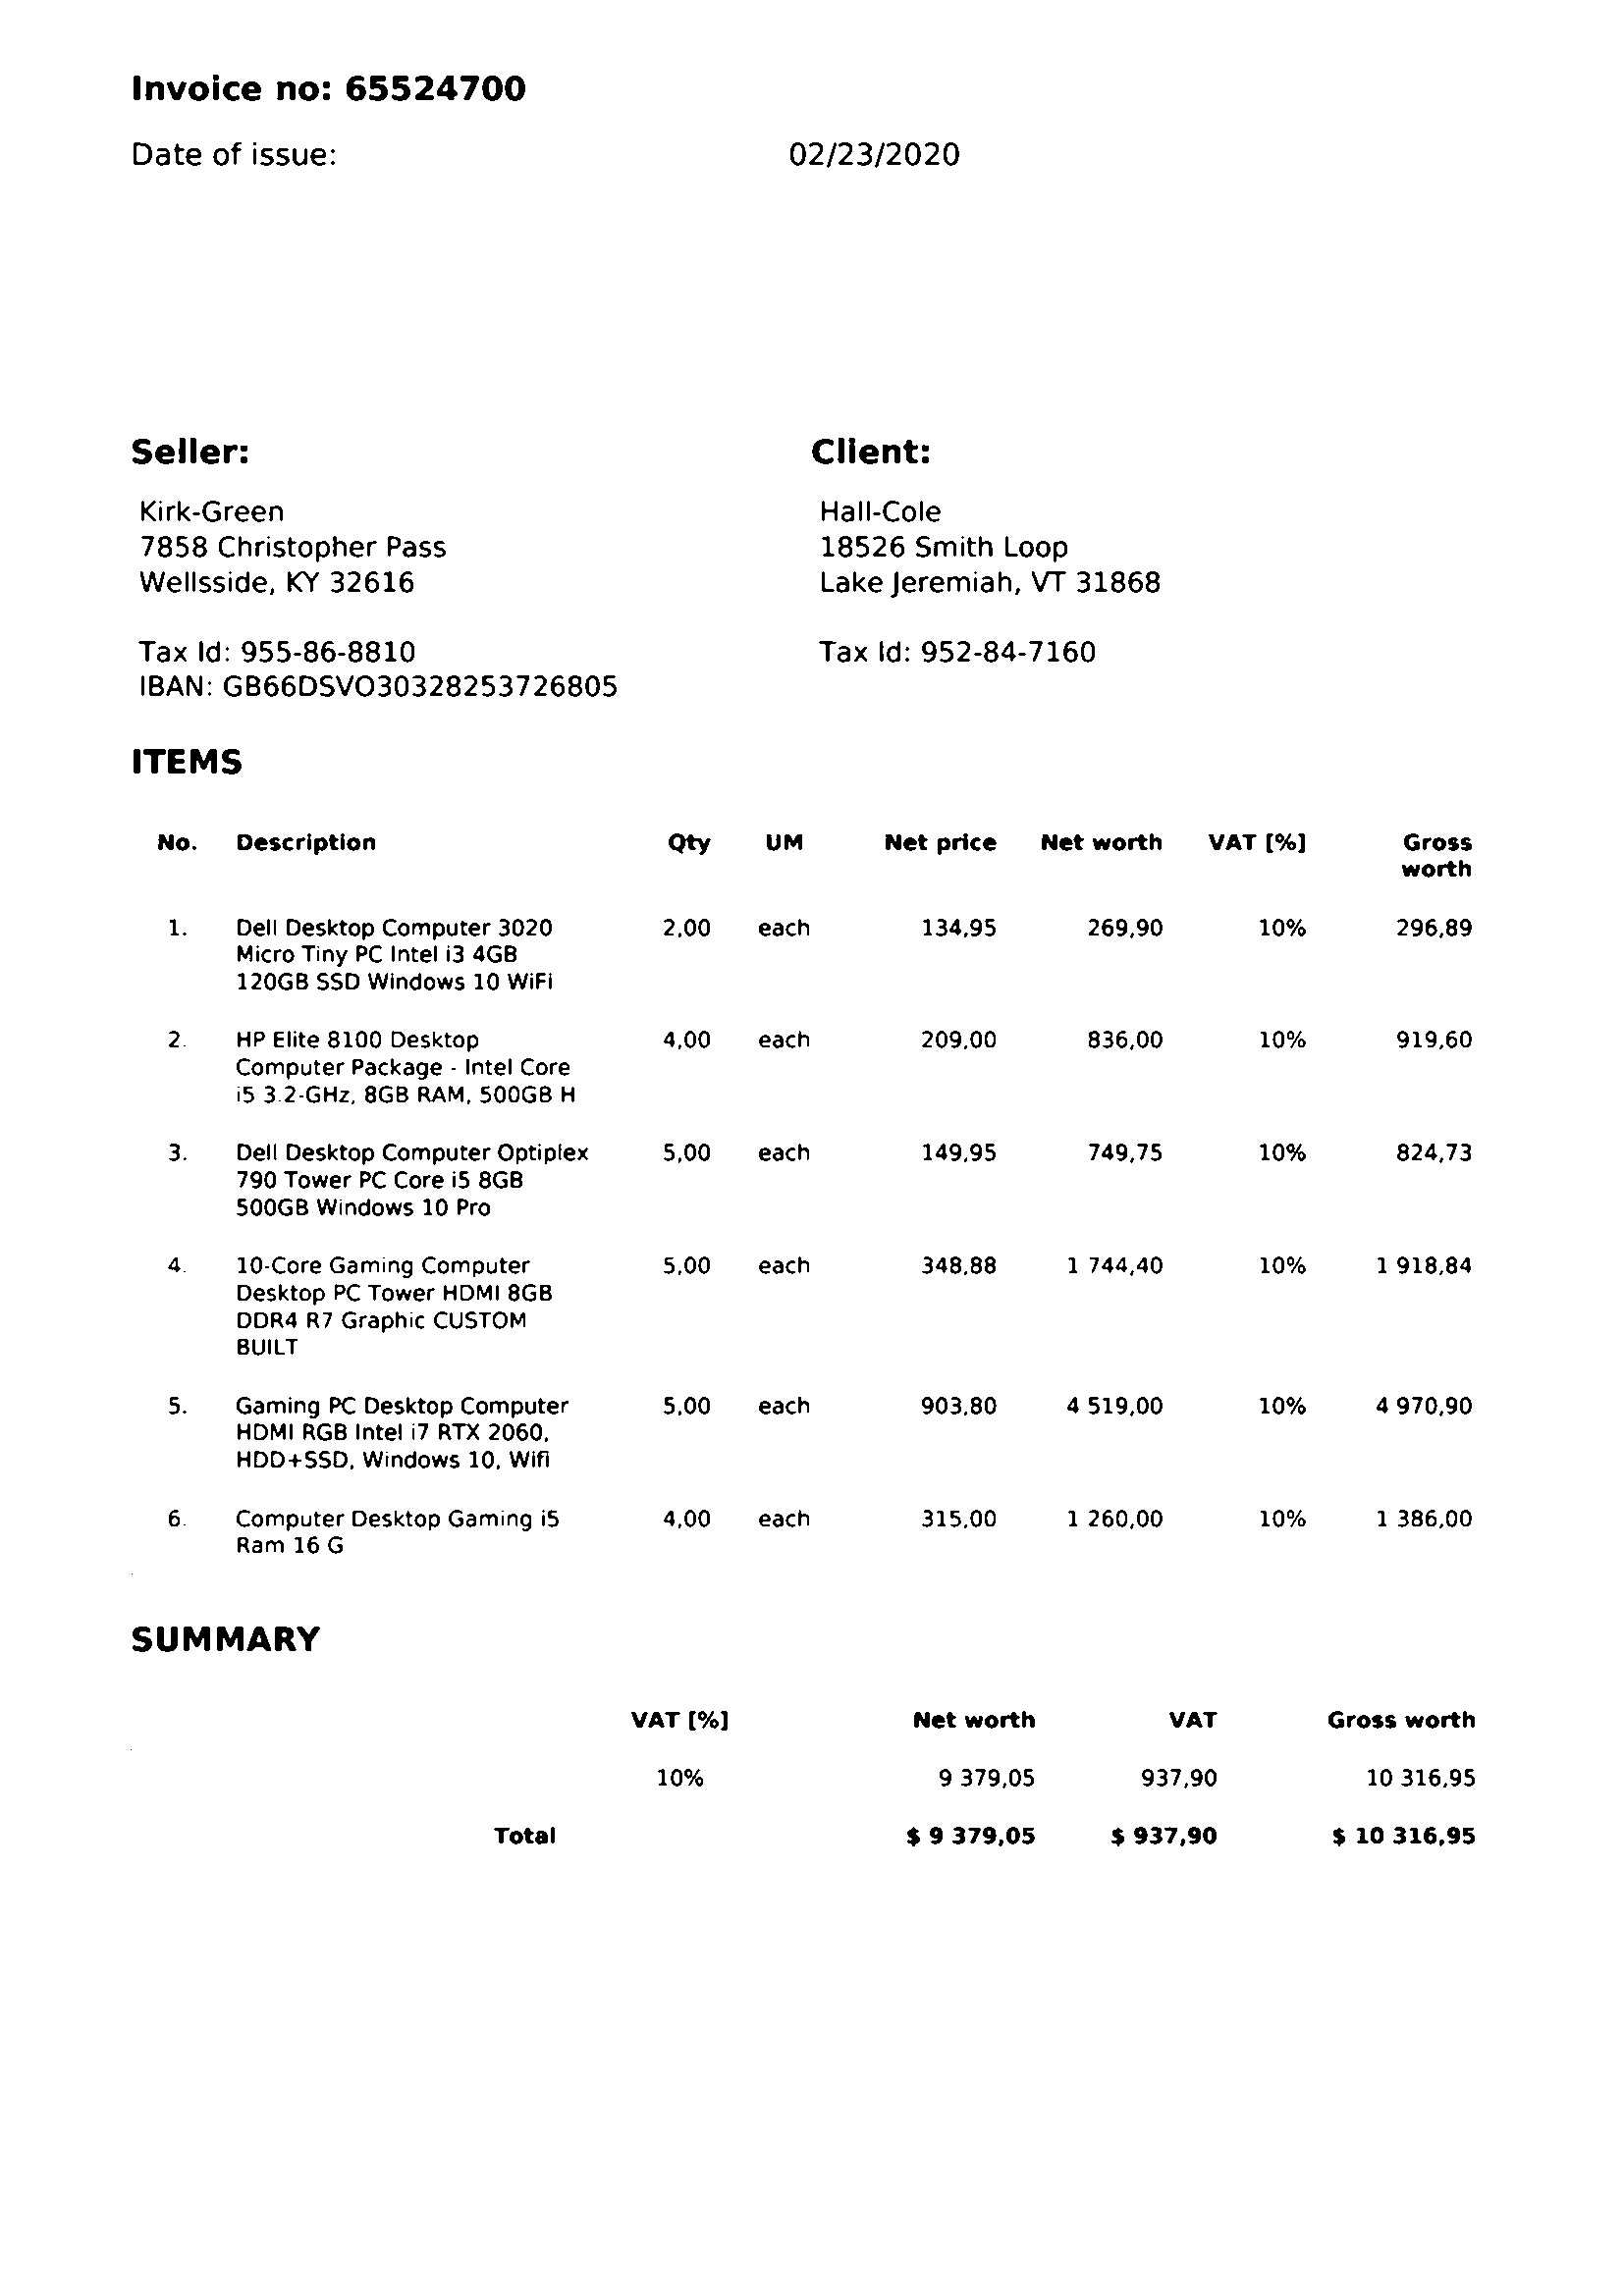 Invoice no: 65524700
Date of issue: 02/23/2020
Seller: Client:
Kirk-Green Hall-Cole
7858 Christopher Pass 18526 Smith Loop
Wellsside, KY 32616 Lake Jeremiah, VT 31868
Tax Id: 955-86-8810 Tax Id: 952-84-7160
IBAN: GB66DSVO30328253726805
ITEMS
No. Description Qty UM Net price Net worth VAT [%] Gross
worth
1. Dell Desktop Computer 3020 2,00 each 134,95 269,90 10% 296,89
Micro Tiny PC Intel i3 4GB
120GB SSD Windows 10 WiFi
2. HP Elite 8100 Desktop 4,00 each 209,00 836,00 10% 919,60
Computer Package - Intel Core
i5 3.2-GHz, 8GB RAM, 500GB H
3. Dell Desktop Computer Optiplex 5,00 each 149,95 749,75 10% 824,73
790 Tower PC Core i5 8GB
500GB Windows 10 Pro
4. 10-Core Gaming Computer 5,00 each 348,88 1 744,40 10% 1 918,84
Desktop PC Tower HDMI 8GB
DDR4 R7 Graphic CUSTOM
BUILT
5. Gaming PC Desktop Computer 5,00 each 903,80 4 519,00 10% 4 970,90
HDMI RGB Intel i7 RTX 2060,
HDD+SSD, Windows 10, Wifi
6. Computer Desktop Gaming i5 4,00 each 315,00 1 260,00 10% 1 386,00
Ram 16 G
SUMMARY
VAT [%] Net worth VAT Gross worth
10% 9 379,05 937,90 10 316,95
Total $ 9 379,05 $ 937,90 $ 10 316,95